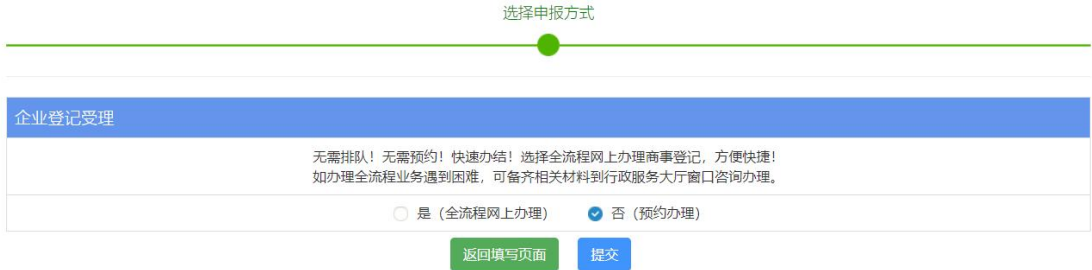 选择申报方式
企业登记受理
无需排队！无需预约！快速办结！选择全流程网上办理商事登记，方便快捷！
如办理全流程业务遇到困难，可备齐相关材料到行政服务大厅窗口咨询办理。
是（全流程网上办理） 否（预约办理）
返回填写页面 提交